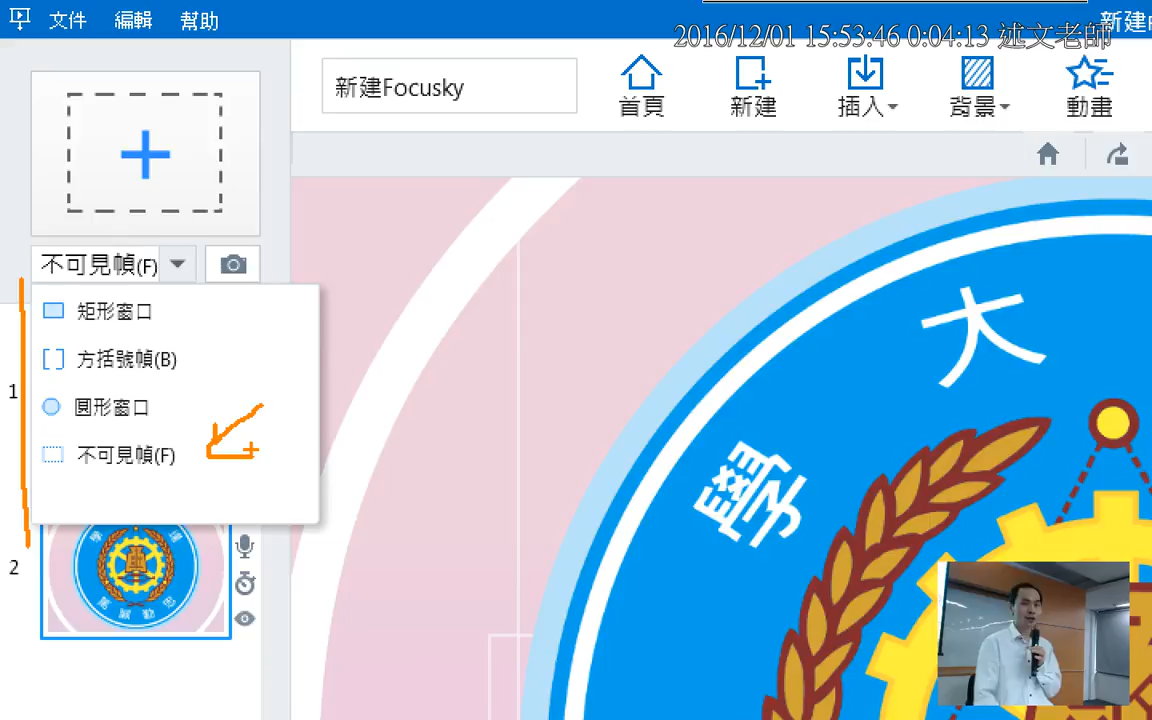 文件 編輯 幫助
新建
2016/12/01 15:53:46 0:04:13 述文老師
新建Focusky
首頁 新建 插入 背景 動畫
不可見幀(F)
矩形窗口
方括號幀(B)
圓形窗口
不可見幀(F)
1
2
大
學